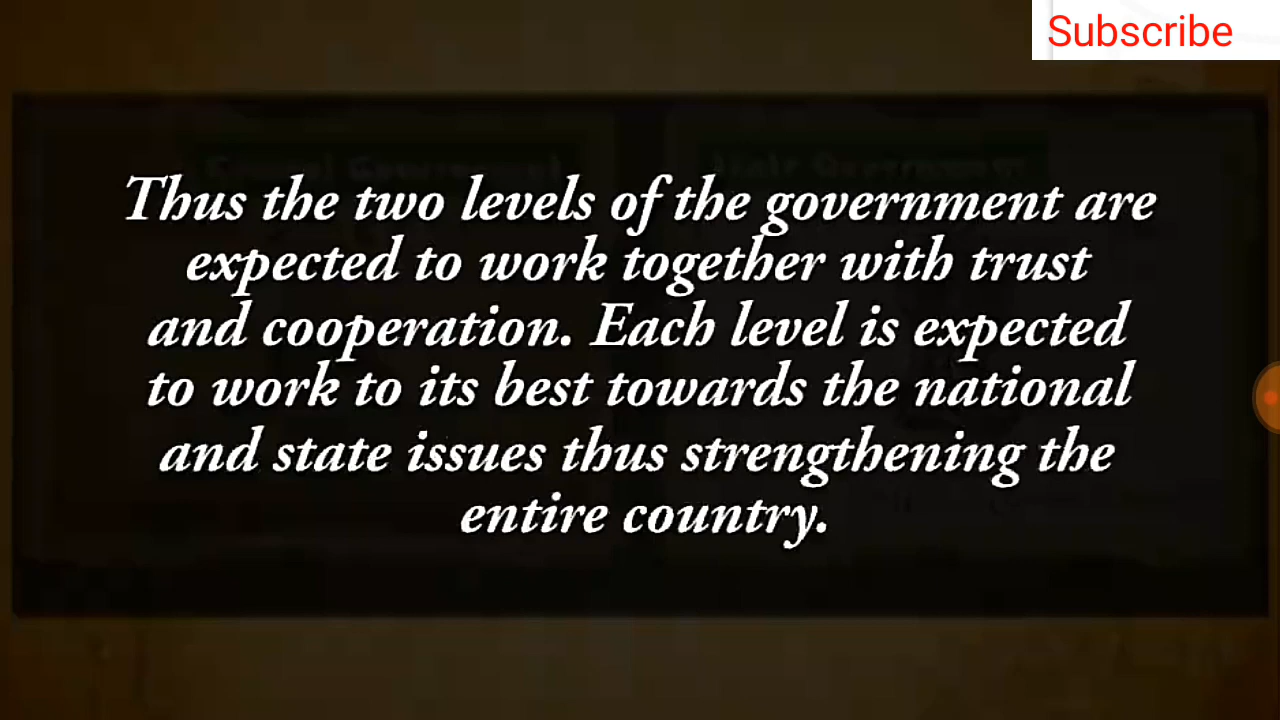 Subscribe
Thus the two levels of the government are
expected to work together with trust
and cooperation. Each level is expected
to work to its best towards the national
and state issues thus strengthening the
entire country.